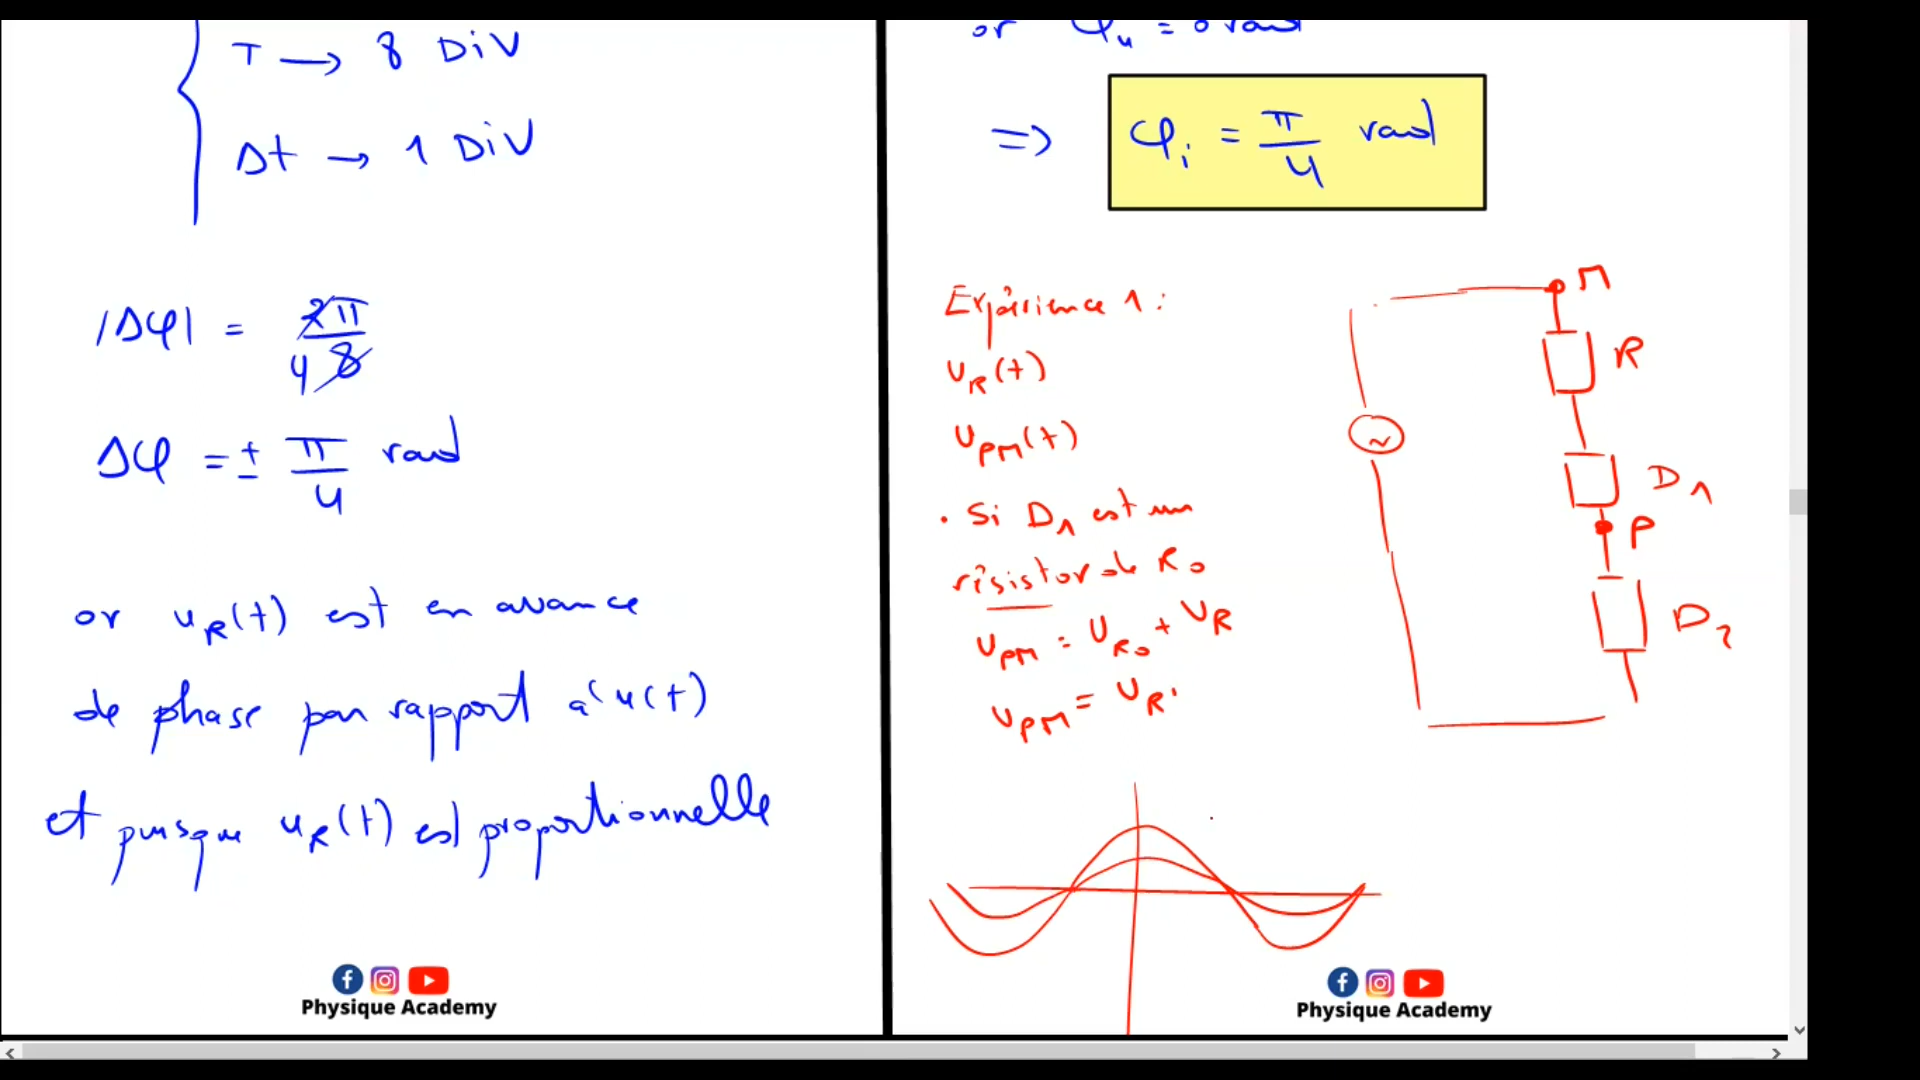 T → 8 DiV
Δt → 1 DiV
|Δφ| = 2π / 8 4
Δφ = ± π/4 rad
or u_R(t) est en avance
de phase par rapport à u(t)
et puisque u_R(t) est proportionnelle
Physique Academy
or φ_u = 0 rad
=> φ_i = π/4 rad
Expérience 1 :
U_R(t)
U_PM(t)
• Si D_1 est un
résistor de R_0
U_PM = U_R0 + U_R
U_PM = U_R'
M
R
D_1
P
D_2
~
Physique Academy